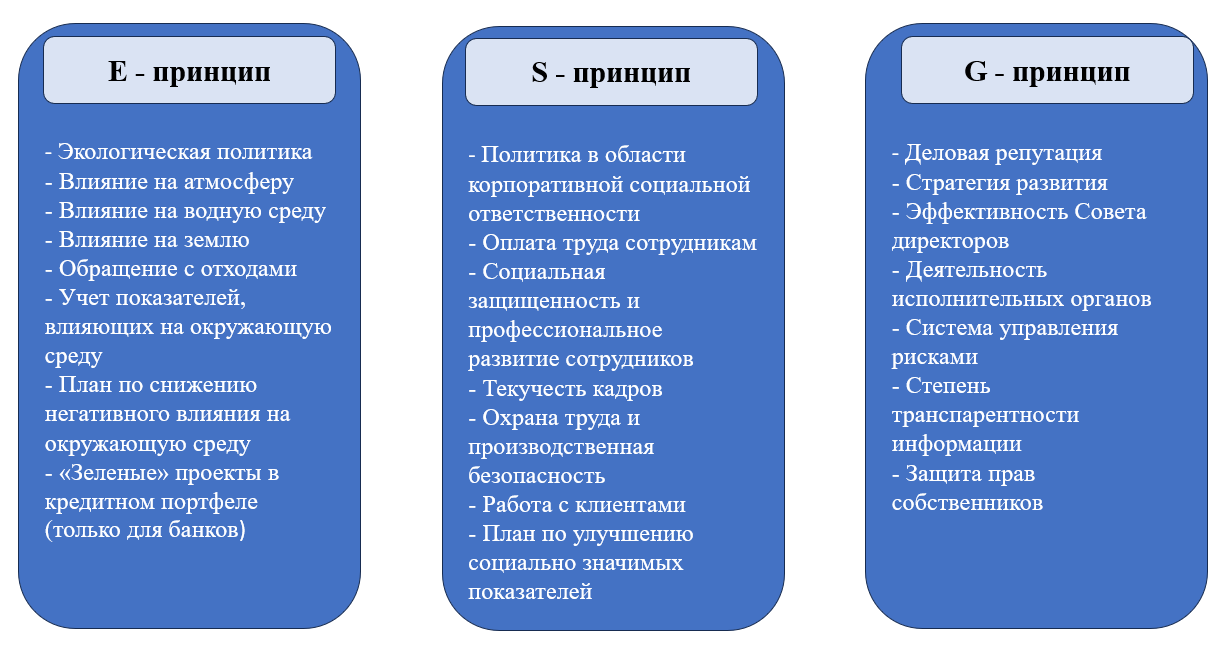 E - принцип
- Экологическая политика
- Влияние на атмосферу
- Влияние на водную среду
- Влияние на землю
- Обращение с отходами
- Учет показателей,
влияющих на окружающую
среду
- План по снижению
негативного влияния на
окружающую среду
- «Зеленые» проекты в
кредитном портфеле
(только для банков)
S - принцип
- Политика в области
корпоративной социальной
ответственности
- Оплата труда сотрудникам
- Социальная
защищенность и
профессиональное
развитие сотрудников
- Текучесть кадров
- Охрана труда и
производственная
безопасность
- Работа с клиентами
- План по улучшению
социально значимых
показателей
G - принцип
- Деловая репутация
- Стратегия развития
- Эффективность Совета
директоров
- Деятельность
исполнительных органов
- Система управления
рисками
- Степень
транспарентности
информации
- Защита прав
собственников